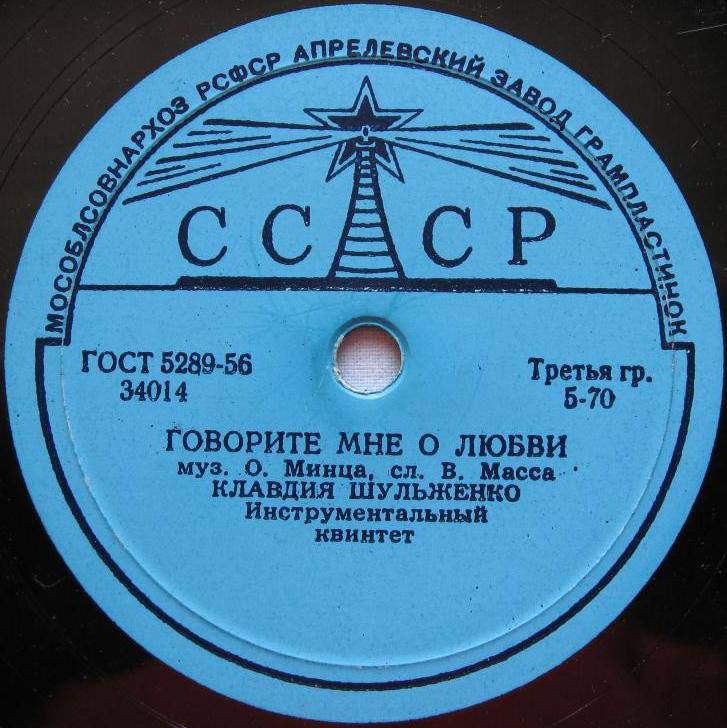 МОСОБЛСОВНАРХОЗ РСФСР АПРЕЛЕВСКИЙ ЗАВОД ГРАМПЛАСТИНОК
СССР
ГОСТ 5289-56
34014
Третья гр.
5-70
ГОВОРИТЕ МНЕ О ЛЮБВИ
муз. О. Минца, сл. В. Масса
КЛАВДИЯ ШУЛЬЖЕНКО
Инструментальный
квинтет